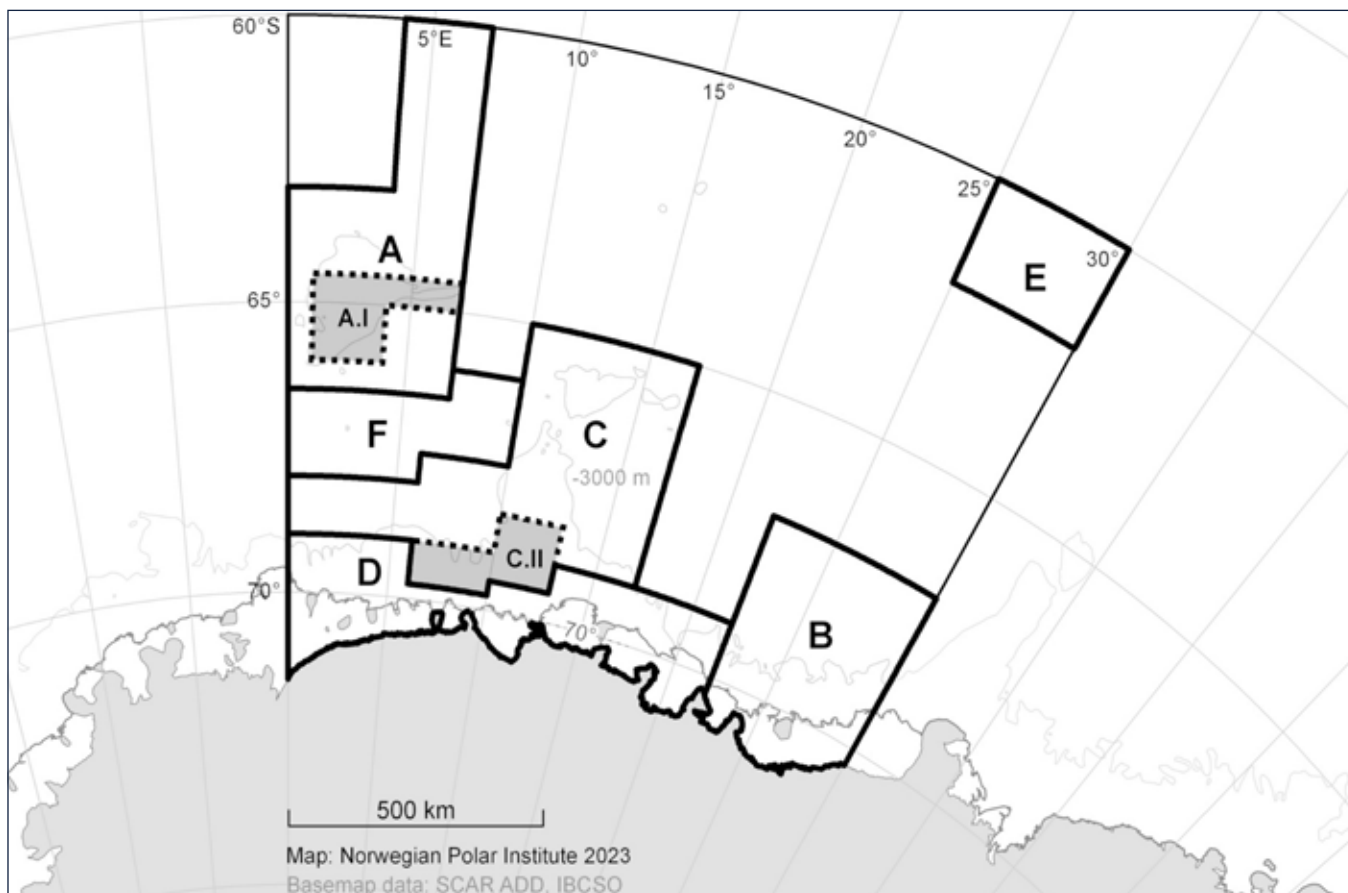 60°S
5°E
10°
15°
20°
25°
30°
E
A
65°
A.I
F
C
-3000 m
C.II
D
70°
70°
B
500 km
Map: Norwegian Polar Institute 2023
Basemap data: SCAR ADD, IBCSO